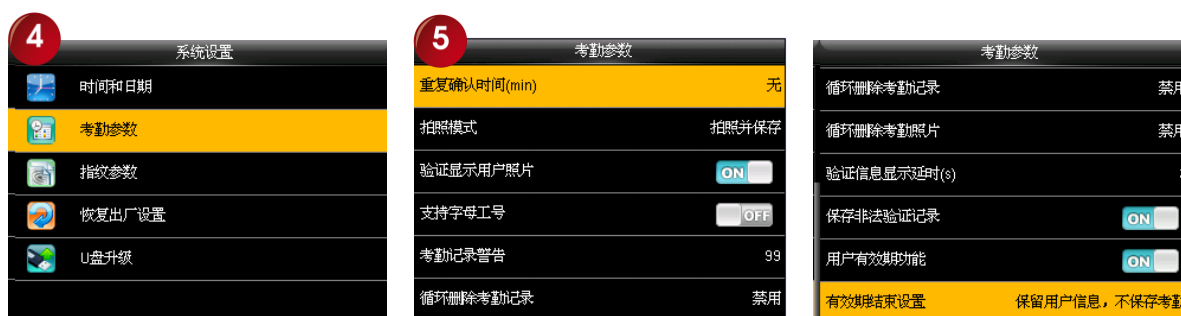 4
系统设置
时间和日期
考勤参数
指纹参数
恢复出厂设置
U盘升级
5
考勤参数
重复确认时间(min) 无
拍照模式 拍照并保存
验证显示用户照片 ON
支持字母工号 OFF
考勤记录警告 99
循环删除考勤记录 禁用
考勤参数
循环删除考勤记录 禁用
循环删除考勤照片 禁用
验证信息显示延时(s)
保存非法验证记录 ON
用户有效期功能 ON
有效期结束设置 保留用户信息，不保存考勤